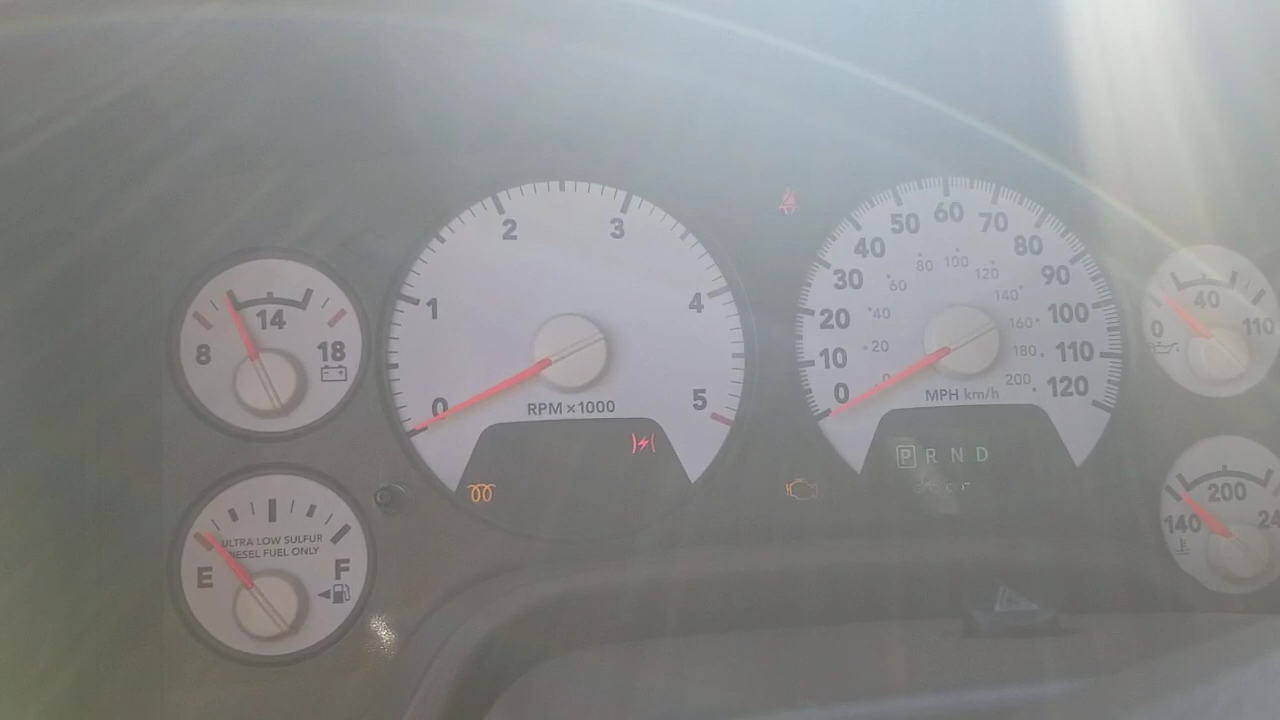 8 14 18
ULTRA LOW SULFUR
DIESEL FUEL ONLY
E F
0 1 2 3 4 5
RPM x1000
0 10 20 30 40 50 60 70 80 90 100 110 120
0 20 40 60 80 100 120 140 160 180 200
MPH km/h
P R N D
0 40 110
140 200